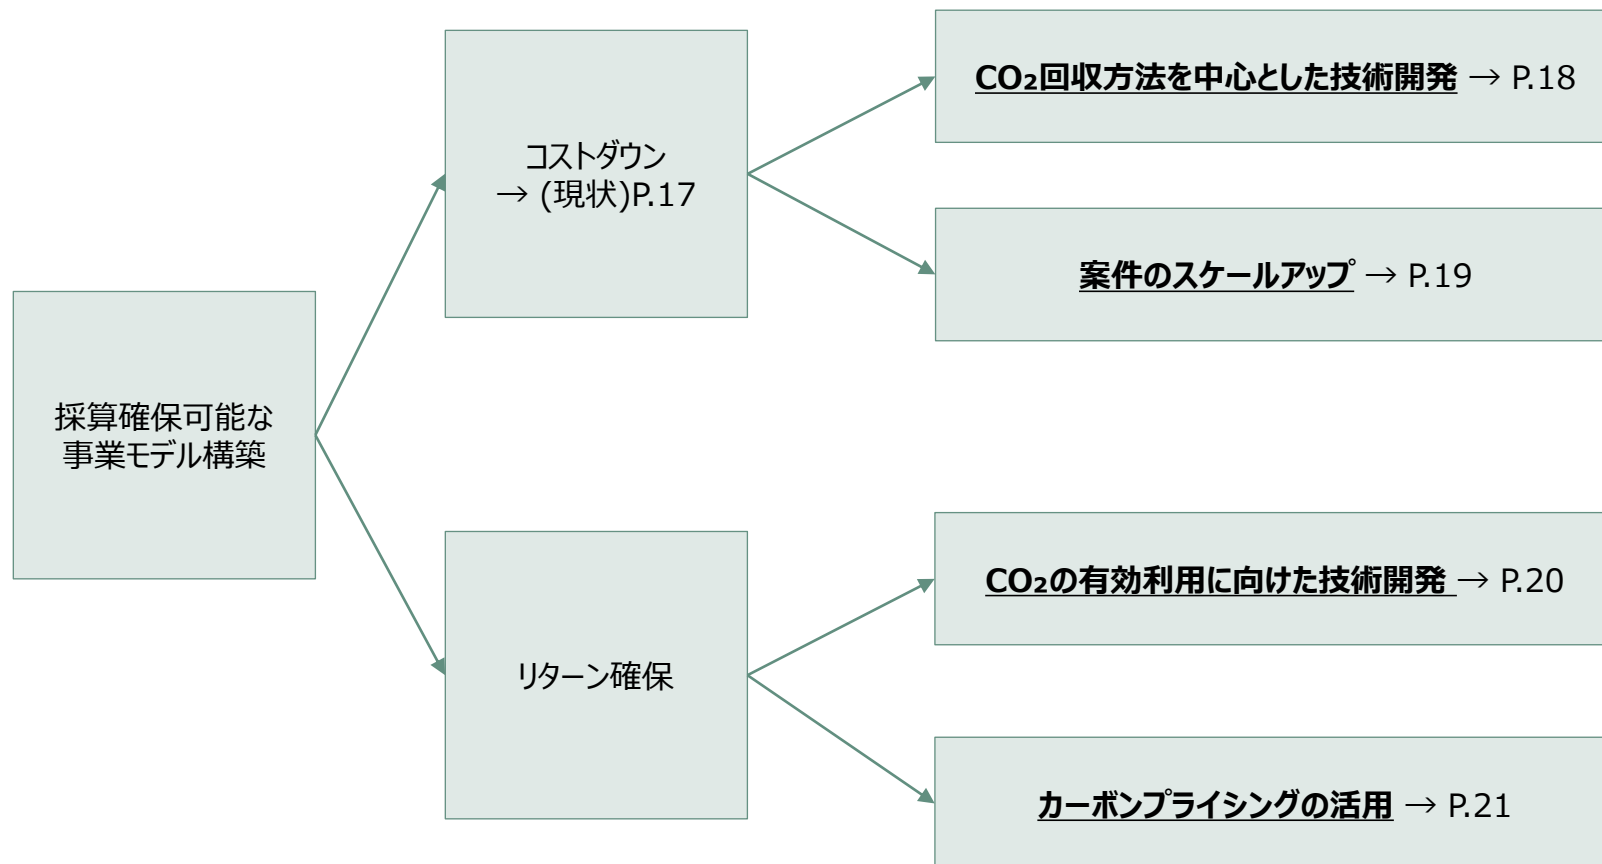 CO₂回収方法を中心とした技術開発 → P.18
コストダウン
→ (現状)P.17
案件のスケールアップ → P.19
採算確保可能な
事業モデル構築
CO₂の有効利用に向けた技術開発 → P.20
リターン確保
カーボンプライシングの活用 → P.21